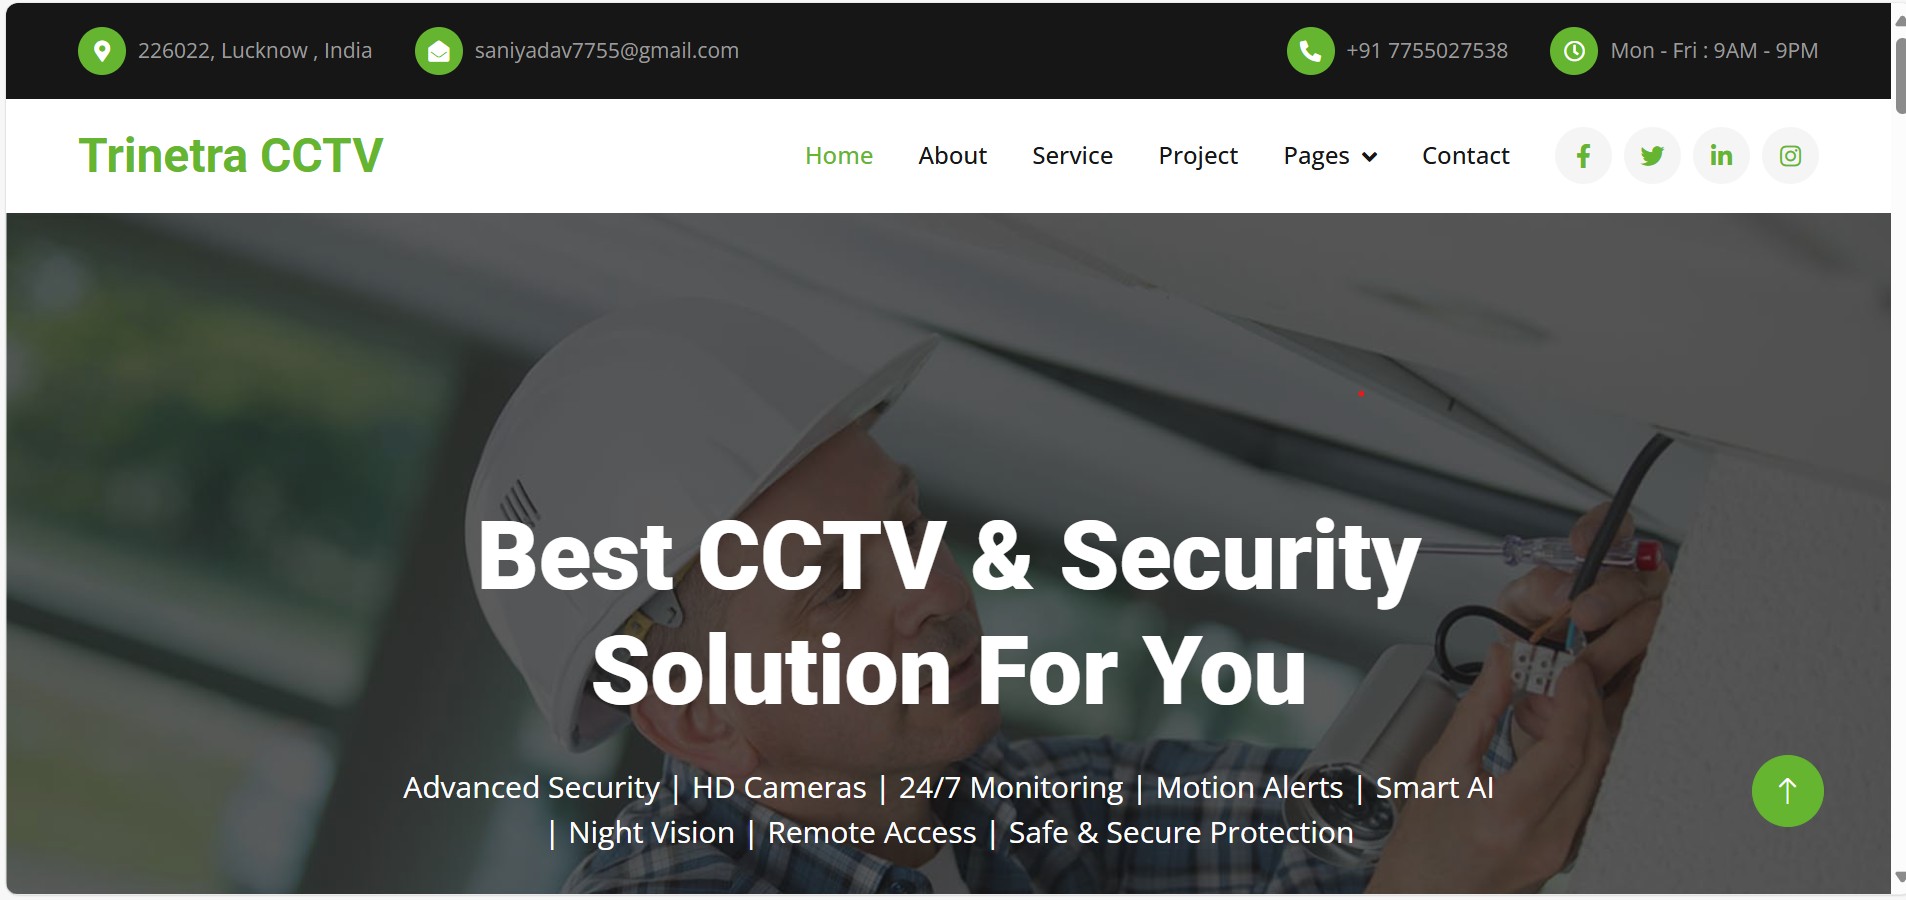 226022, Lucknow , India saniyadav7755@gmail.com +91 7755027538 Mon - Fri : 9AM - 9PM
Trinetra CCTV Home About Service Project Pages Contact
Best CCTV & Security
Solution For You
Advanced Security | HD Cameras | 24/7 Monitoring | Motion Alerts | Smart AI
| Night Vision | Remote Access | Safe & Secure Protection